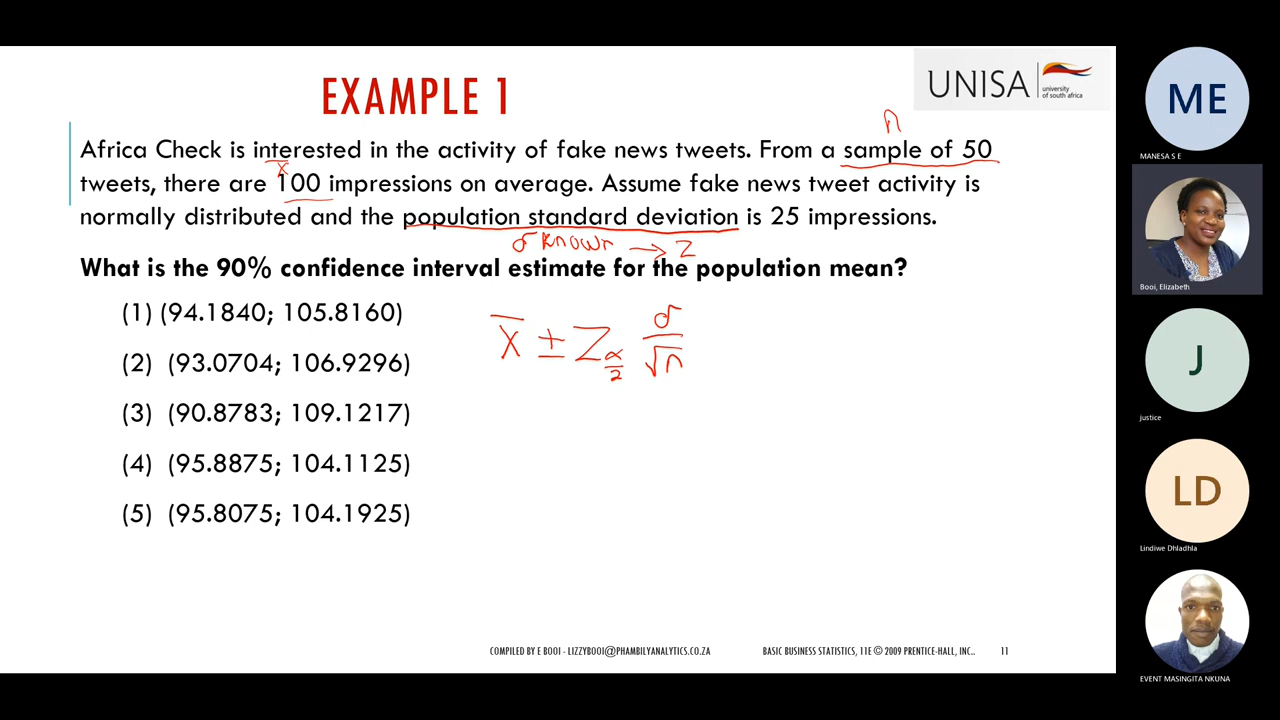 EXAMPLE 1
UNISA
university
of south africa
n
Africa Check is interested in the activity of fake news tweets. From a sample of 50
x̄
tweets, there are 100 impressions on average. Assume fake news tweet activity is
normally distributed and the population standard deviation is 25 impressions.
σ known → Z
What is the 90% confidence interval estimate for the population mean?
(1) (94.1840; 105.8160)
(2) (93.0704; 106.9296)
(3) (90.8783; 109.1217)
(4) (95.8875; 104.1125)
(5) (95.8075; 104.1925)
X̄ ± Z α/2 σ/√n
COMPILED BY E BOOI - LIZZYBOOI@PHAMBILYANALYTICS.CO.ZA
BASIC BUSINESS STATISTICS, 11E © 2009 PRENTICE-HALL, INC..
11
ME
MANESA S E
Booi, Elizabeth
J
justice
LD
Lindiwe Dhladhla
EVENT MASINGITA NKUNA